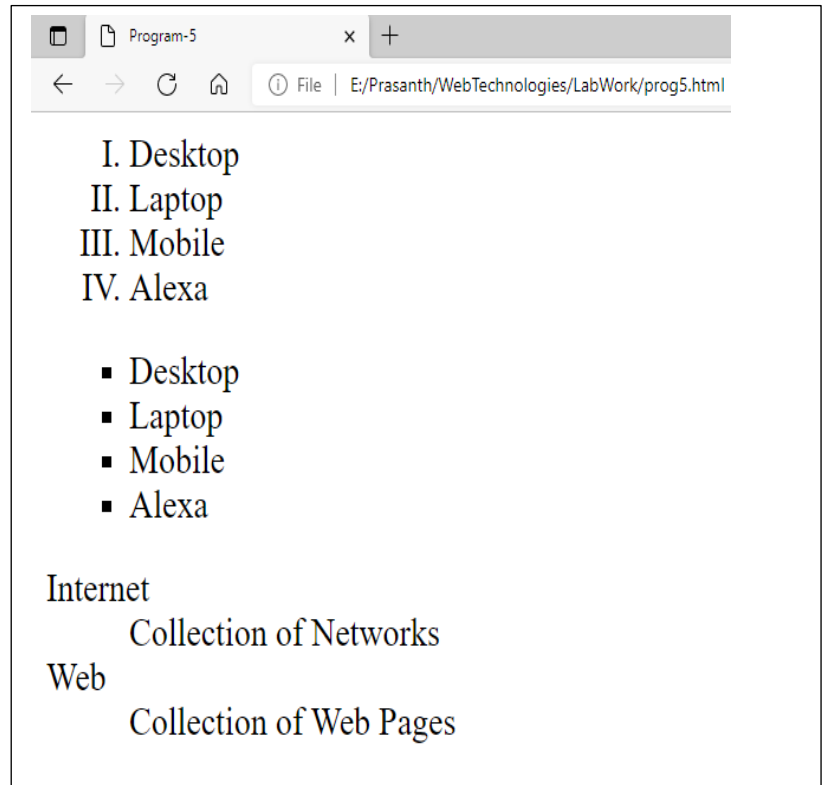 Program-5
File | E:/Prasanth/WebTechnologies/LabWork/prog5.html
I. Desktop
II. Laptop
III. Mobile
IV. Alexa
▪ Desktop
▪ Laptop
▪ Mobile
▪ Alexa
Internet
Collection of Networks
Web
Collection of Web Pages